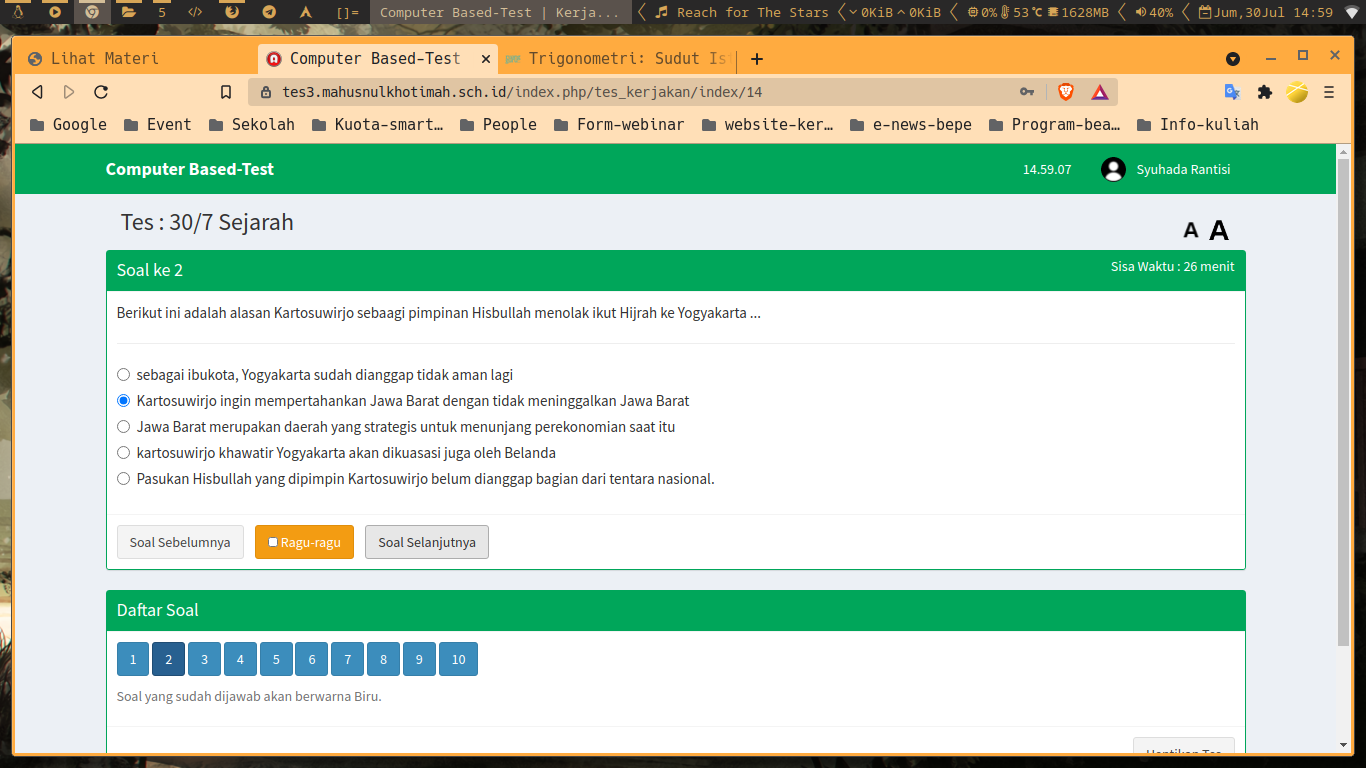 5 </> []= Computer Based-Test | Kerja... Reach for The Stars 0KiB 0KiB 0% 53°C 1628MB 40% Jum,30Jul 14:59
Lihat Materi Computer Based-Test Trigonometri: Sudut Is
tes3.mahusnulkhotimah.sch.id/index.php/tes_kerjakan/index/14
Google Event Sekolah Kuota-smart… People Form-webinar website-ker… e-news-bepe Program-bea… Info-kuliah
Computer Based-Test 14.59.07 Syuhada Rantisi
Tes : 30/7 Sejarah A A
Soal ke 2 Sisa Waktu : 26 menit
Berikut ini adalah alasan Kartosuwirjo sebaagi pimpinan Hisbullah menolak ikut Hijrah ke Yogyakarta ...
sebagai ibukota, Yogyakarta sudah dianggap tidak aman lagi
Kartosuwirjo ingin mempertahankan Jawa Barat dengan tidak meninggalkan Jawa Barat
Jawa Barat merupakan daerah yang strategis untuk menunjang perekonomian saat itu
kartosuwirjo khawatir Yogyakarta akan dikuasasi juga oleh Belanda
Pasukan Hisbullah yang dipimpin Kartosuwirjo belum dianggap bagian dari tentara nasional.
Soal Sebelumnya Ragu-ragu Soal Selanjutnya
Daftar Soal
1 2 3 4 5 6 7 8 9 10
Soal yang sudah dijawab akan berwarna Biru.
Hentikan Tes